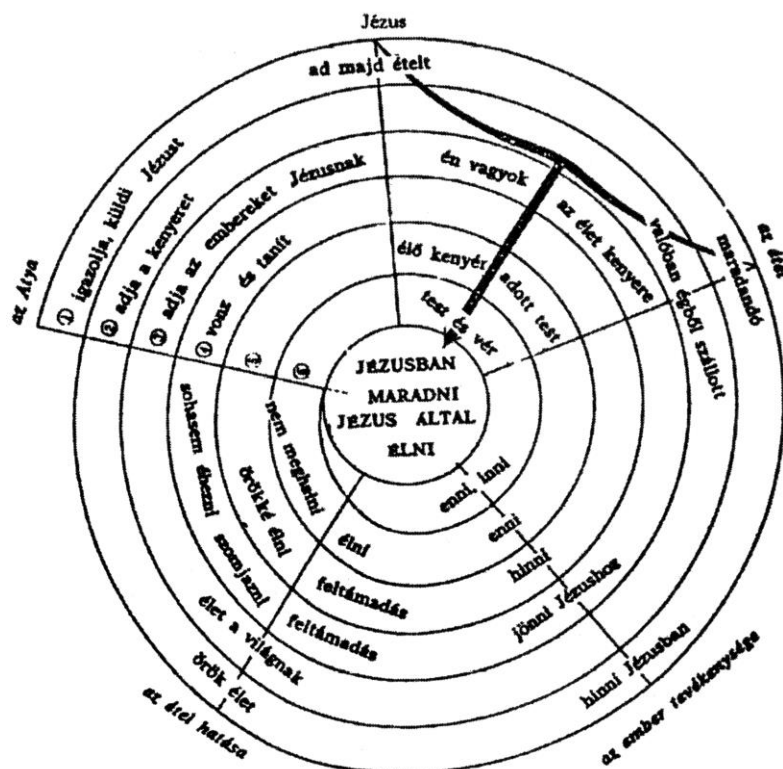 Jézus
ad majd ételt
az Atya
① igazolja, küldi Jézust
② adja a kenyeret
③ adja az embereket Jézusnak
④ vonz és tanít
⑤
⑥
én vagyok
az élet kenyere
valóban égből szállott
maradandó
az étel
élő kenyér
adott test
test és vér
JÉZUSBAN
MARADNI
JÉZUS ÁLTAL
ÉLNI
enni, inni
enni
hinni
jönni Jézushoz
hinni Jézusban
az ember tevékenysége
nem meghalni
élni
örökké élni
feltámadás
sohasem éhezni szomjazni
feltámadás
élet a világnak
örök élet
az étel hatása